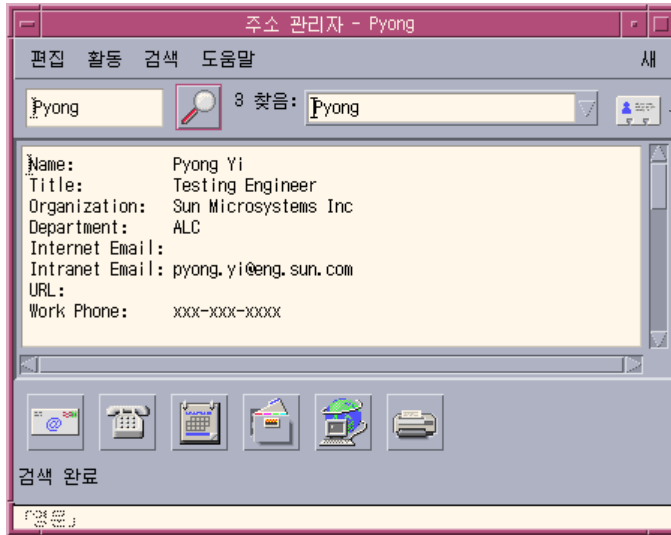 주소 관리자 - Pyong
편집 활동 검색 도움말 새
Pyong 3 찾음: Pyong
Name: Pyong Yi
Title: Testing Engineer
Organization: Sun Microsystems Inc
Department: ALC
Internet Email:
Intranet Email: pyong.yi@eng.sun.com
URL:
Work Phone: xxx-xxx-xxxx
검색 완료
「영문」